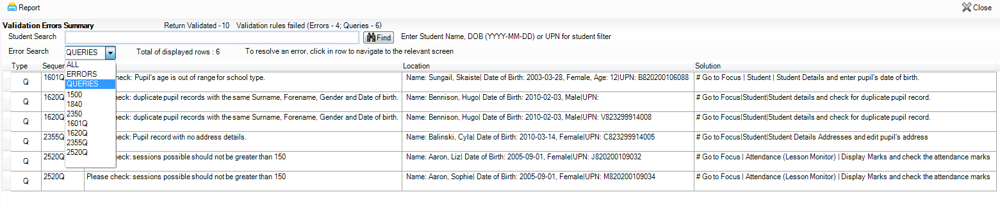 Report
Close
Validation Errors Summary Return Validated - 10 Validation rules failed (Errors - 4; Queries - 6)
Student Search Find Enter Student Name, DOB (YYYY-MM-DD) or UPN for student filter
Error Search QUERIES Total of displayed rows : 6 To resolve an error, click in row to navigate to the relevant screen
ALL
ERRORS
QUERIES
1500
1840
2350
1601Q
1620Q
2355Q
2520Q
Type Sequen Location Solution
Q 1601Q check: Pupil's age is out of range for school type. Name: Sungail, Skaiste| Date of Birth: 2003-03-28, Female, Age: 12|UPN: B820200106088 # Go to Focus | Student | Student Details and enter pupil's date of birth.
Q 1620Q check: duplicate pupil records with the same Surname, Forename, Gender and Date of birth. Name: Bennison, Hugo| Date of Birth: 2010-02-03, Male|UPN: # Go to Focus|Student|Student details and check for duplicate pupil record.
Q 1620Q check: duplicate pupil records with the same Surname, Forename, Gender and Date of birth. Name: Bennison, Hugo| Date of Birth: 2010-02-03, Male|UPN: V823299914008 # Go to Focus|Student|Student details and check for duplicate pupil record.
Q 2355Q check: Pupil record with no address details. Name: Balinski, Cyla| Date of Birth: 2010-03-14, Female|UPN: C823299914005 # Go to Focus|Student|Student Details Addresses and edit pupil's address
Q 2520Q check: sessions possible should not be greater than 150 Name: Aaron, Liz| Date of Birth: 2005-09-01, Female|UPN: J820200109032 # Go to Focus | Attendance (Lesson Monitor) | Display Marks and check the attendance marks
Q 2520Q Please check: sessions possible should not be greater than 150 Name: Aaron, Sophie| Date of Birth: 2005-09-01, Female|UPN: M820200109034 # Go to Focus | Attendance (Lesson Monitor) | Display Marks and check the attendance marks